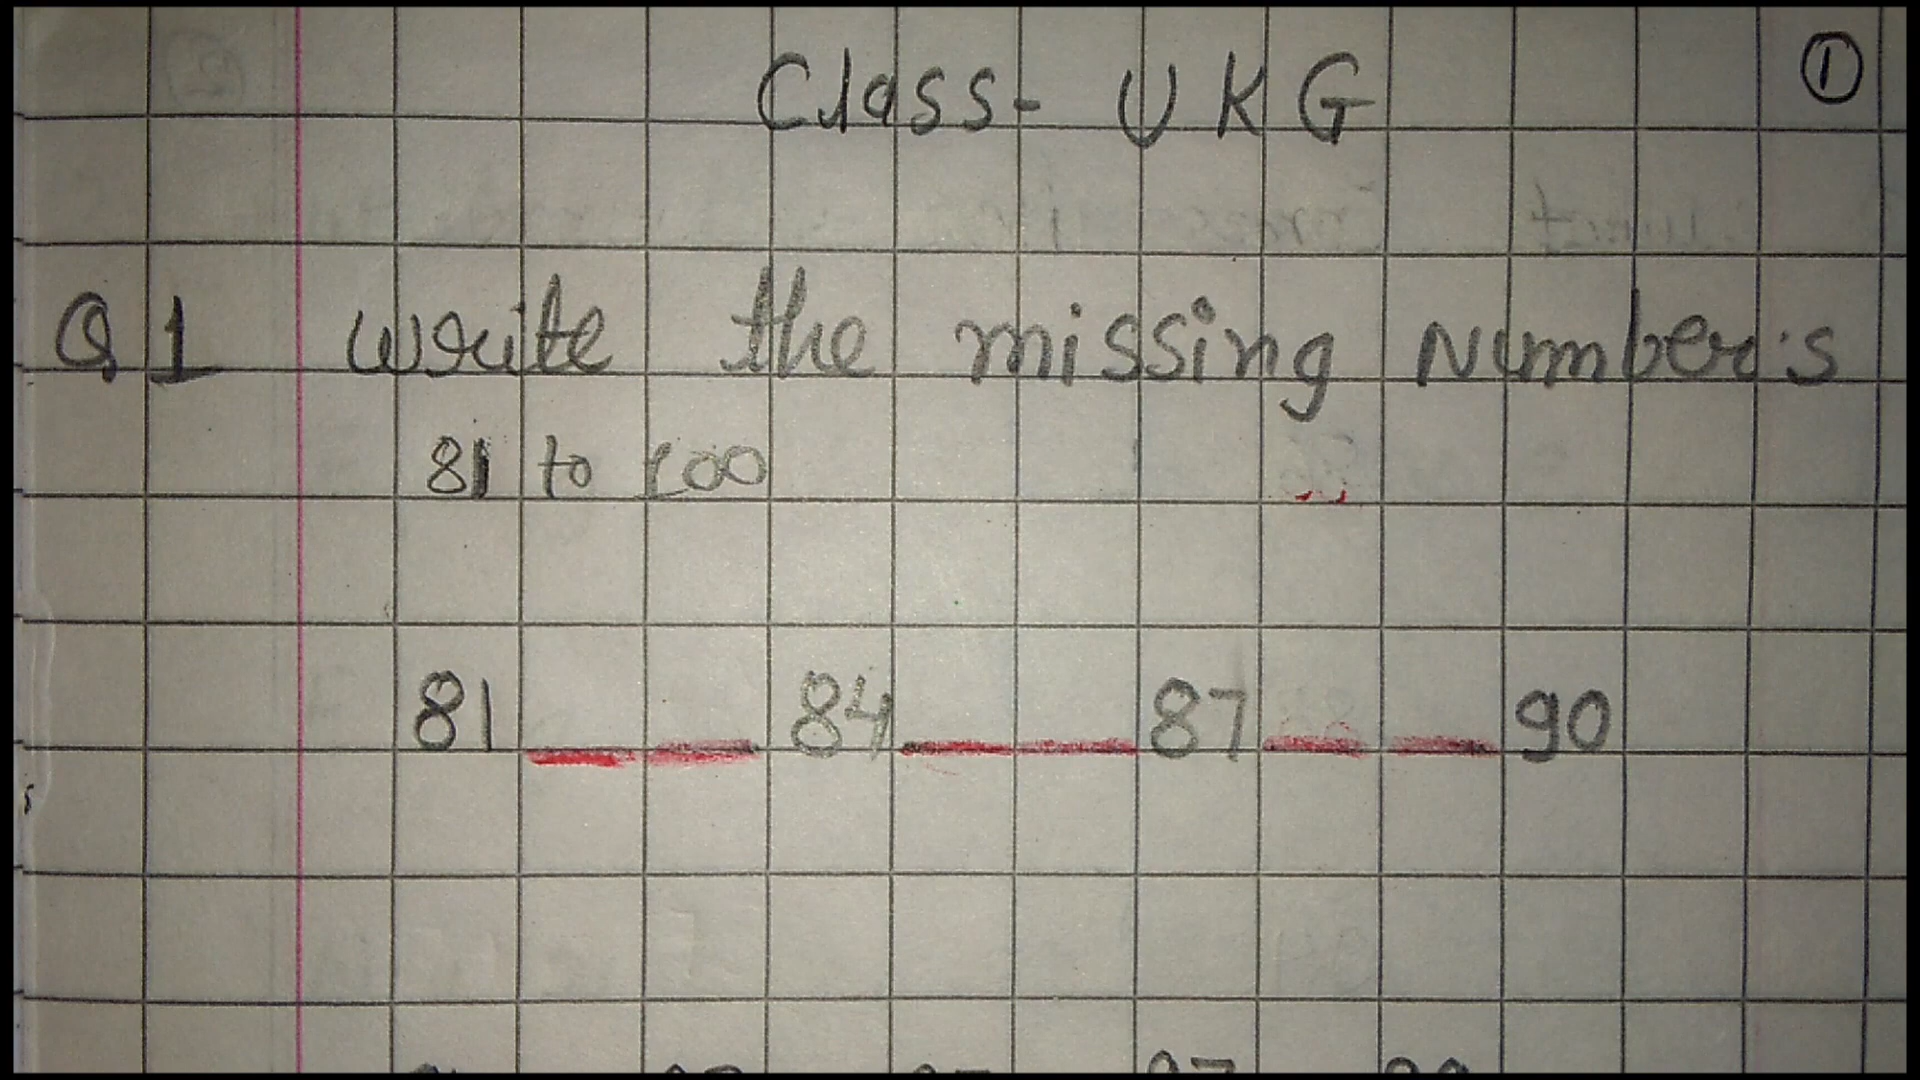 Class- UKG
①
Q1 write the missing Numbers
81 to 100
81 _ _ 84 _ _ 87 _ _ 90